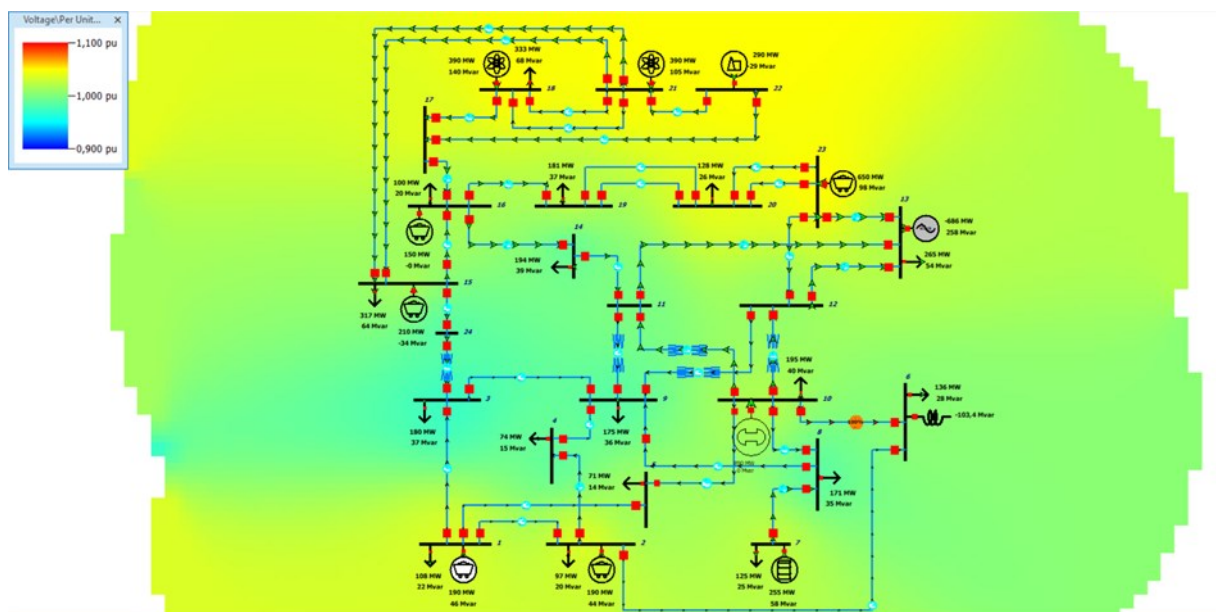 Voltage\Per Unit... ×
1,100 pu
1,000 pu
0,900 pu
390 MW
140 Mvar
333 MW
68 Mvar
390 MW
105 Mvar
290 MW
-29 Mvar
18
21
22
17
181 MW
37 Mvar
128 MW
26 Mvar
23
650 MW
98 Mvar
100 MW
20 Mvar
16
19
20
13
-686 MW
258 Mvar
14
150 MW
-0 Mvar
194 MW
39 Mvar
265 MW
54 Mvar
15
11
12
317 MW
64 Mvar
210 MW
-34 Mvar
24
195 MW
40 Mvar
3
9
10
6
136 MW
28 Mvar
-103,4 Mvar
180 MW
37 Mvar
4
74 MW
15 Mvar
175 MW
36 Mvar
8
71 MW
14 Mvar
171 MW
35 Mvar
1
2
7
108 MW
22 Mvar
190 MW
46 Mvar
97 MW
20 Mvar
190 MW
44 Mvar
125 MW
25 Mvar
255 MW
58 Mvar